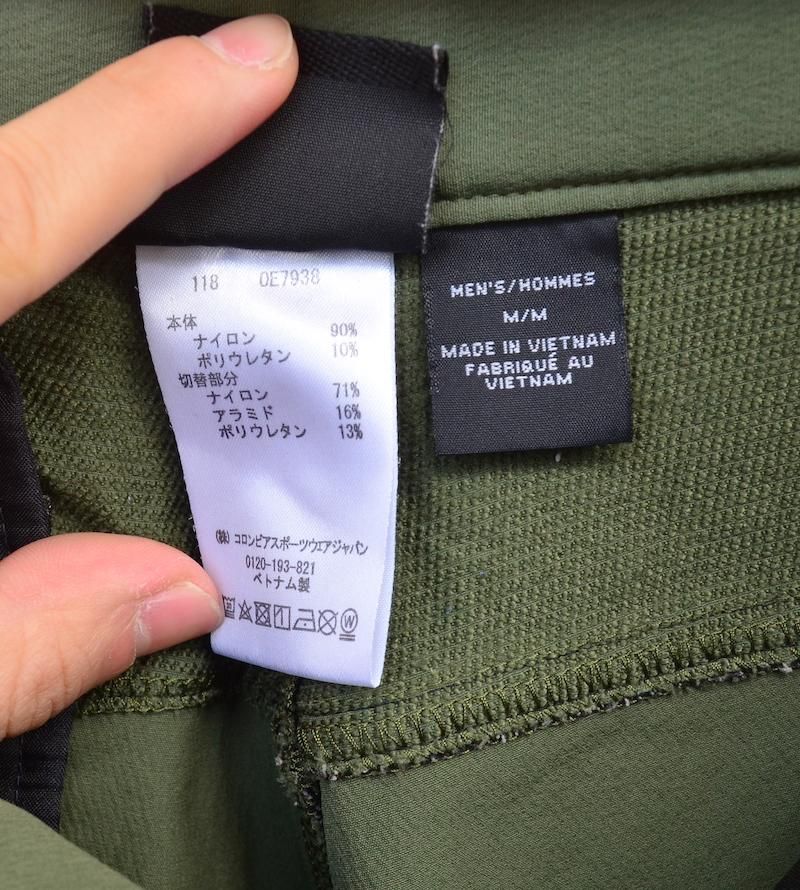 118 OE7938
本体
ナイロン 90%
ポリウレタン 10%
切替部分
ナイロン 71%
アラミド 16%
ポリウレタン 13%
(株) コロンビアスポーツウエアジャパン
0120-193-821
ベトナム製
W
MEN'S/HOMMES
M/M
MADE IN VIETNAM
FABRIQUÉ AU
VIETNAM